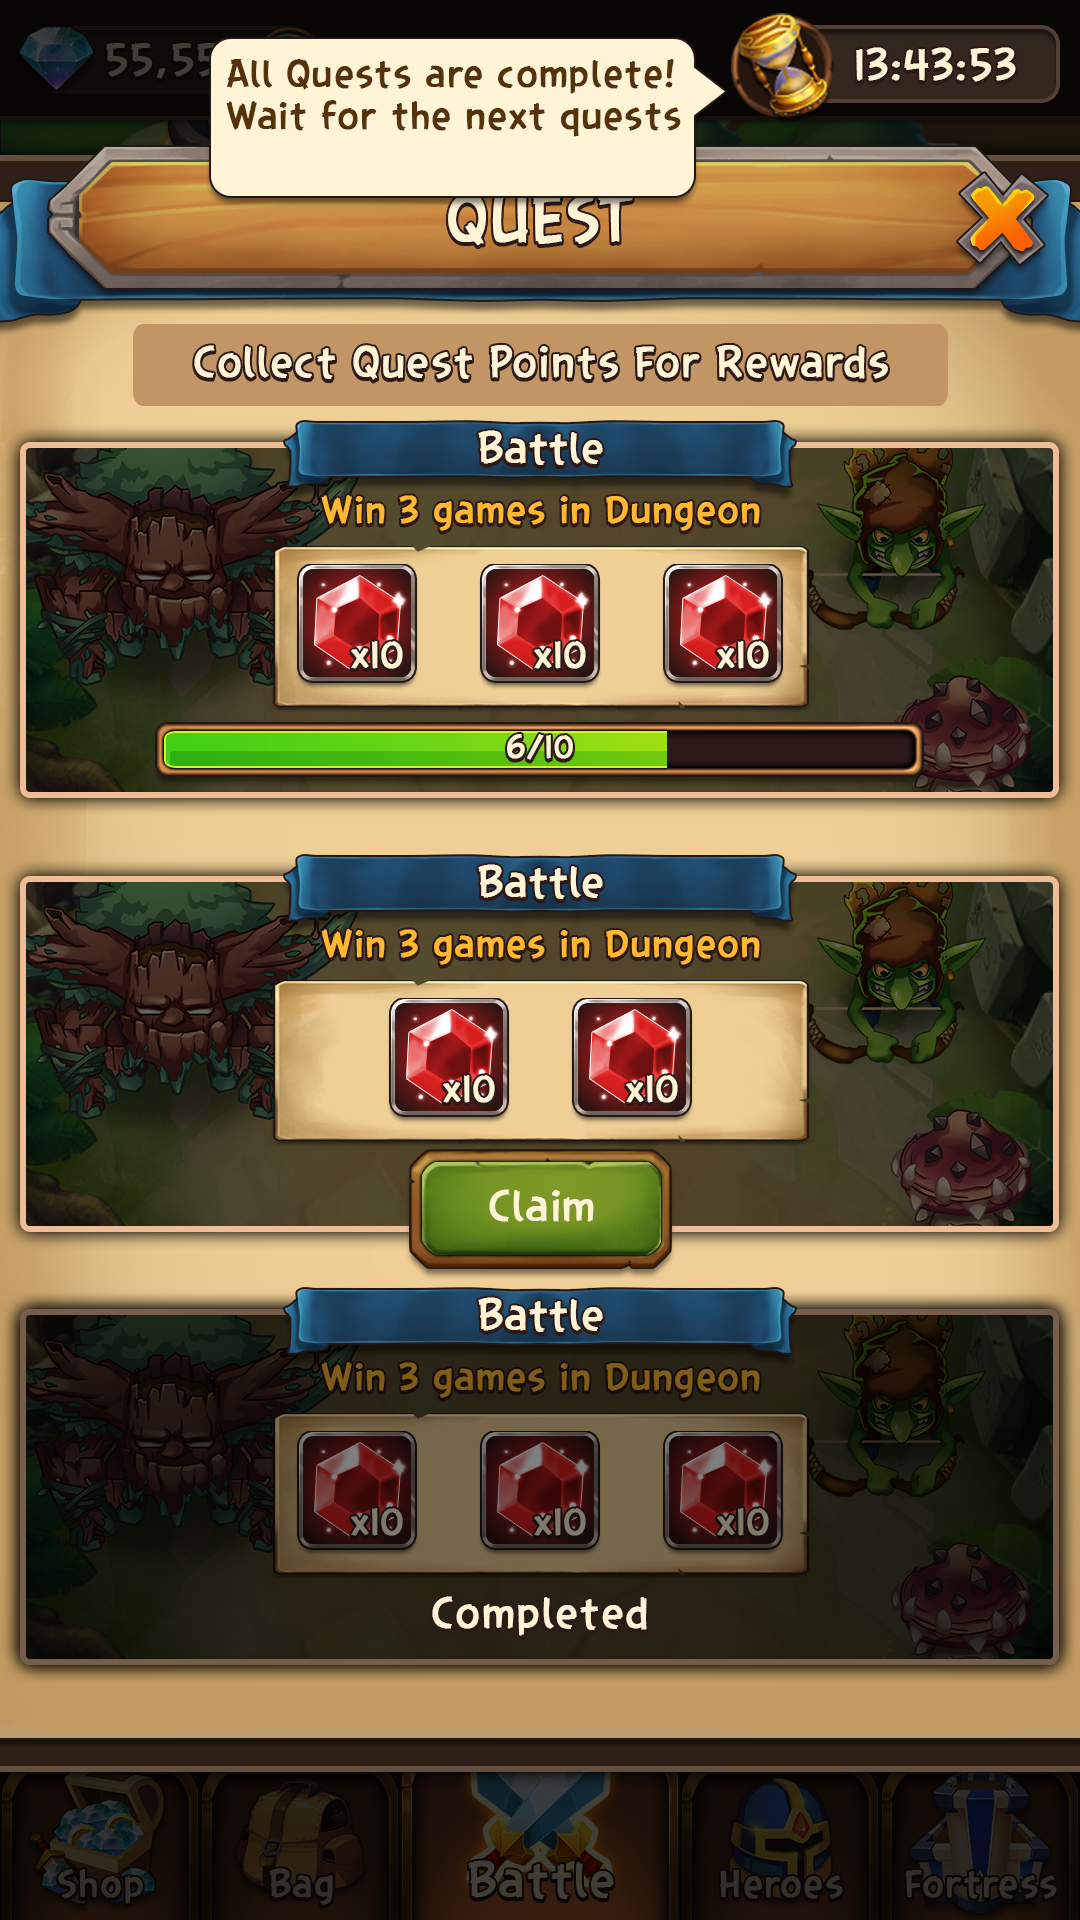 55,55
All Quests are complete!
Wait for the next quests
13:43:53
QUEST
Collect Quest Points For Rewards
Battle
Win 3 games in Dungeon
x10 x10 x10
6/10
Battle
Win 3 games in Dungeon
x10 x10
Claim
Battle
Win 3 games in Dungeon
x10 x10 x10
Completed
Shop Bag Battle Heroes Fortress